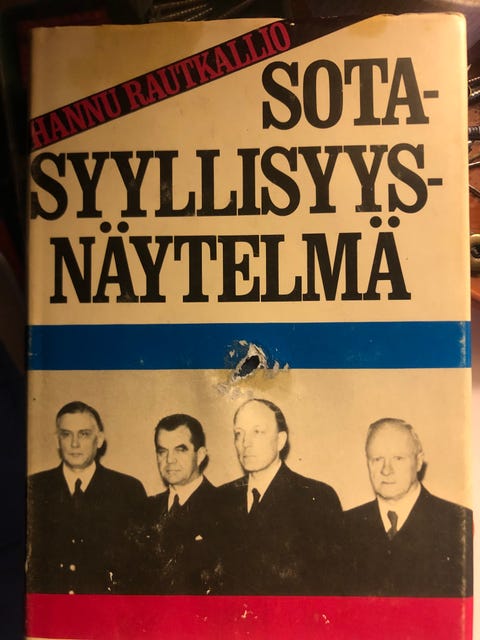 HANNU RAUTKALLIO
SOTA-
SYYLLISYYS-
NÄYTELMÄ